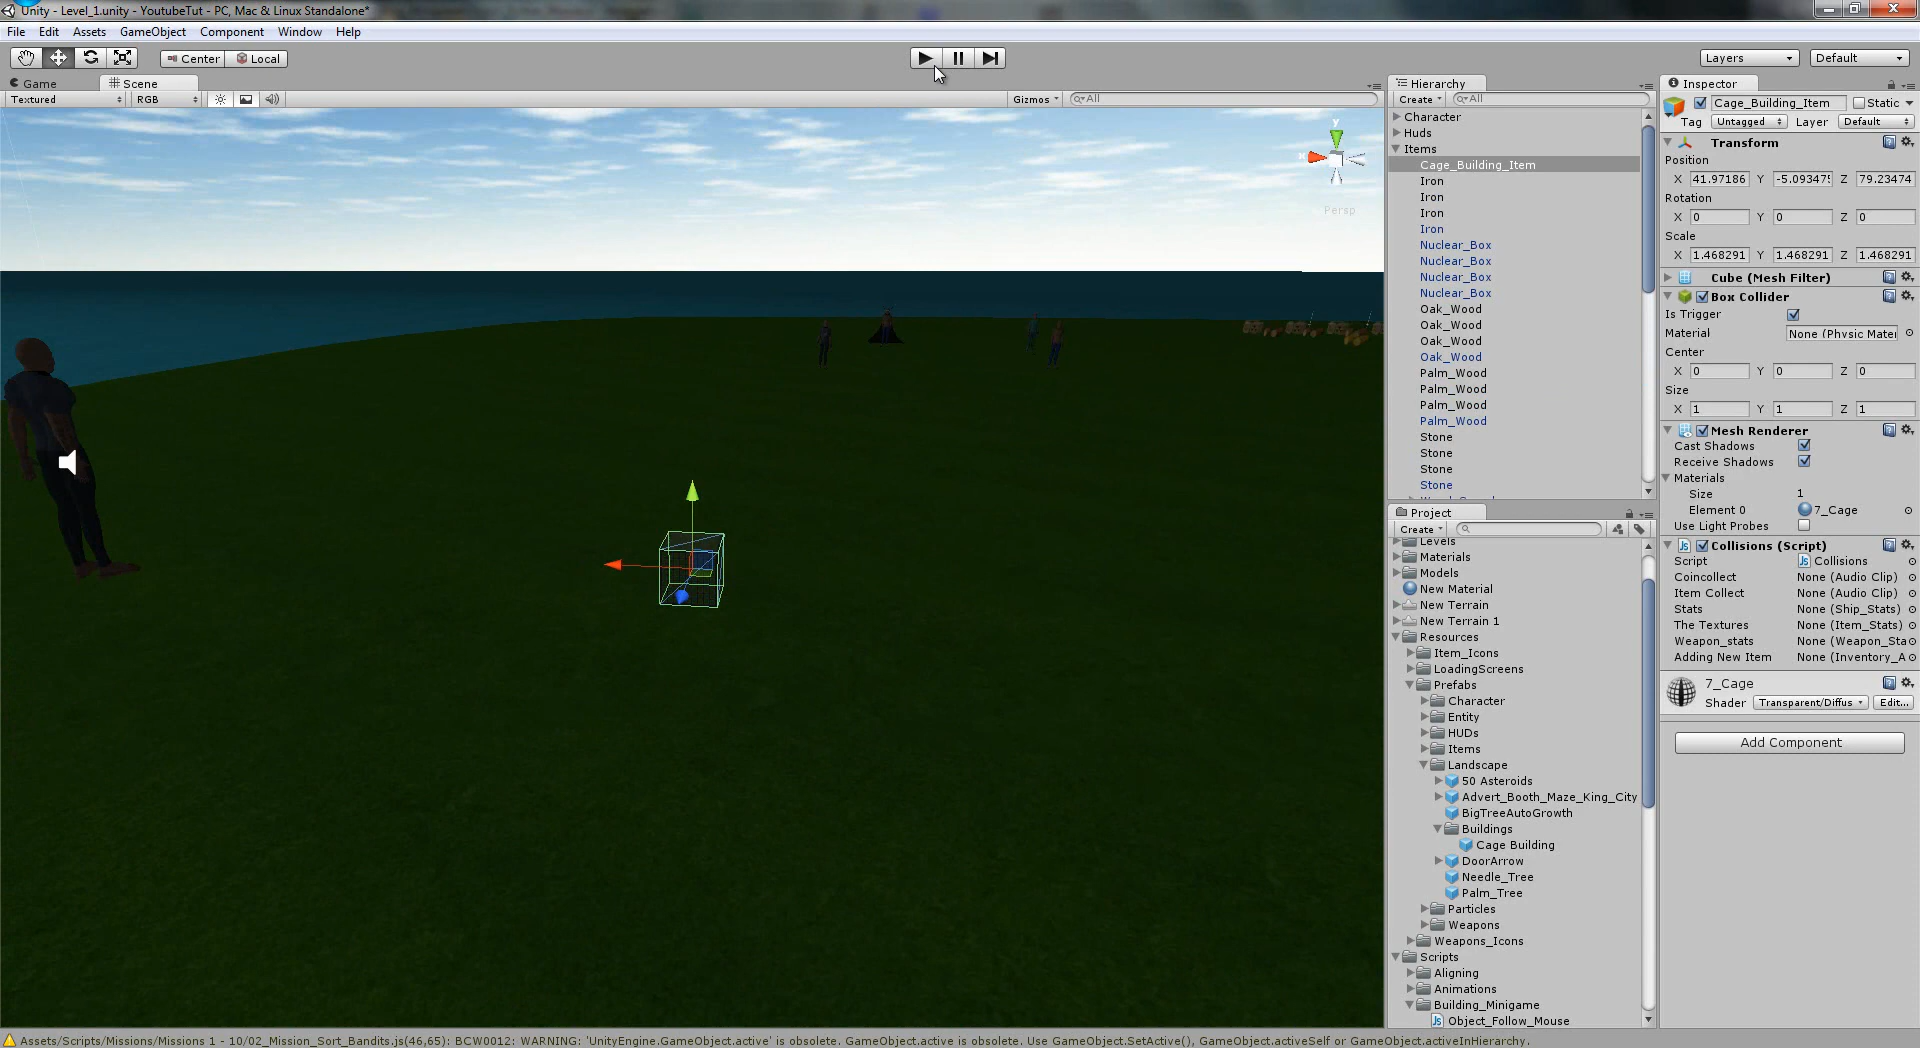 Unity - Level_1.unity - YoutubeTut - PC, Mac & Linux Standalone*
File Edit Assets GameObject Component Window Help
Center Local
Layers Default
Game Scene
Textured RGB
Gizmos All
y
x
Persp
Hierarchy
Create All
Character
Huds
Items
Cage_Building_Item
Iron
Iron
Iron
Iron
Nuclear_Box
Nuclear_Box
Nuclear_Box
Nuclear_Box
Oak_Wood
Oak_Wood
Oak_Wood
Oak_Wood
Palm_Wood
Palm_Wood
Palm_Wood
Palm_Wood
Stone
Stone
Stone
Stone
Project
Create
Levels
Materials
Models
New Material
New Terrain
New Terrain 1
Resources
Item_Icons
LoadingScreens
Prefabs
Character
Entity
HUDs
Items
Landscape
50 Asteroids
Advert_Booth_Maze_King_City
BigTreeAutoGrowth
Buildings
Cage Building
DoorArrow
Needle_Tree
Palm_Tree
Particles
Weapons
Weapons_Icons
Scripts
Aligning
Animations
Building_Minigame
Object_Follow_Mouse
Inspector
Cage_Building_Item Static
Tag Untagged Layer Default
Transform
Position
X 41.97186 Y -5.09347 Z 79.23474
Rotation
X 0 Y 0 Z 0
Scale
X 1.468291 Y 1.468291 Z 1.468291
Cube (Mesh Filter)
Box Collider
Is Trigger
Material None (Physic Mater
Center
X 0 Y 0 Z 0
Size
X 1 Y 1 Z 1
Mesh Renderer
Cast Shadows
Receive Shadows
Materials
Size 1
Element 0 7_Cage
Use Light Probes
Collisions (Script)
Script Collisions
Coincollect None (Audio Clip)
Item Collect None (Audio Clip)
Stats None (Ship_Stats)
The Textures None (Item_Stats)
Weapon_stats None (Weapon_Sta
Adding New Item None (Inventory_A
7_Cage
Shader Transparent/Diffus Edit...
Add Component
Assets/Scripts/Missions/Missions 1 - 10/02_Mission_Sort_Bandits.js(46,65): BCW0012: WARNING: 'UnityEngine.GameObject.active' is obsolete. GameObject.active is obsolete. Use GameObject.SetActive(), GameObject.activeSelf or GameObject.activeInHierarchy.